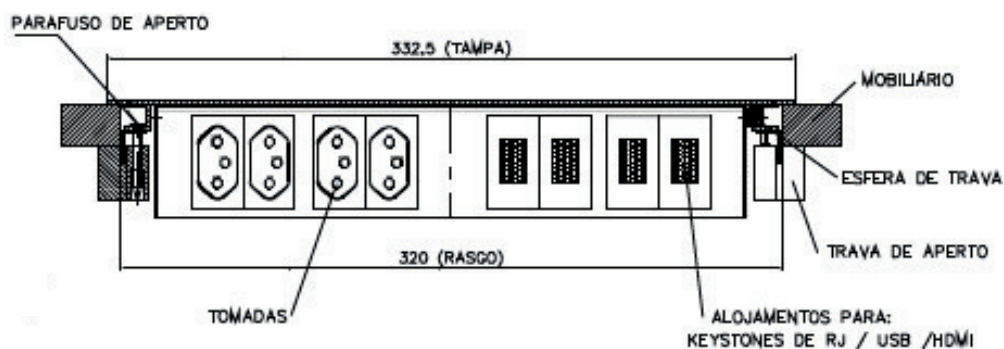 PARAFUSO DE APERTO
332,5 (TAMPA)
MOBILIÁRIO
ESFERA DE TRAVA
TRAVA DE APERTO
320 (RASGO)
TOMADAS
ALOJAMENTOS PARA:
KEYSTONES DE RJ / USB /HDMI